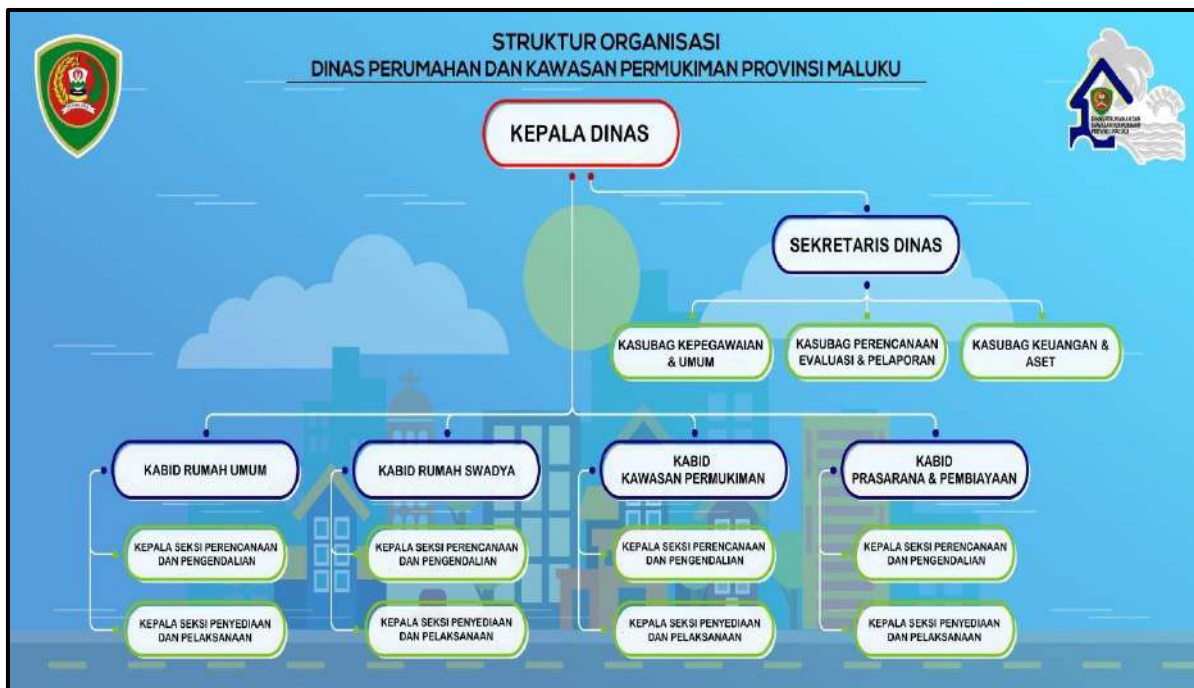 STRUKTUR ORGANISASI
DINAS PERUMAHAN DAN KAWASAN PERMUKIMAN PROVINSI MALUKU
KEPALA DINAS
SEKRETARIS DINAS
KASUBAG KEPEGAWAIAN
& UMUM
KASUBAG PERENCANAAN
EVALUASI & PELAPORAN
KASUBAG KEUANGAN &
ASET
KABID RUMAH UMUM
KABID RUMAH SWADYA
KABID
KAWASAN PERMUKIMAN
KABID
PRASARANA & PEMBIAYAAN
KEPALA SEKSI PERENCANAAN
DAN PENGENDALIAN
KEPALA SEKSI PERENCANAAN
DAN PENGENDALIAN
KEPALA SEKSI PERENCANAAN
DAN PENGENDALIAN
KEPALA SEKSI PERENCANAAN
DAN PENGENDALIAN
KEPALA SEKSI PENYEDIAAN
DAN PELAKSANAAN
KEPALA SEKSI PENYEDIAAN
DAN PELAKSANAAN
KEPALA SEKSI PENYEDIAAN
DAN PELAKSANAAN
KEPALA SEKSI PENYEDIAAN
DAN PELAKSANAAN